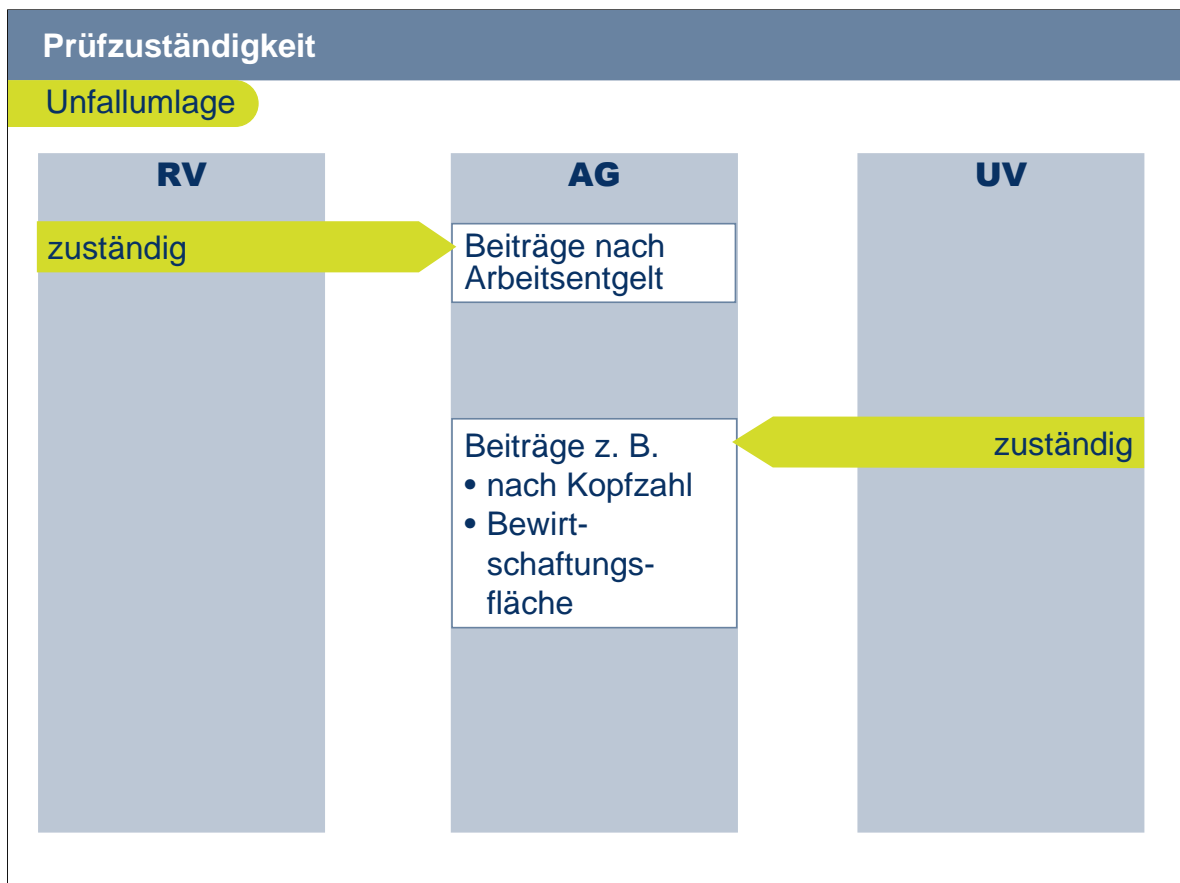 Prüfzuständigkeit
Unfallumlage
RV
AG
UV
zuständig
Beiträge nach
Arbeitsentgelt
Beiträge z. B.
• nach Kopfzahl
• Bewirt-
schaftungs-
fläche
zuständig